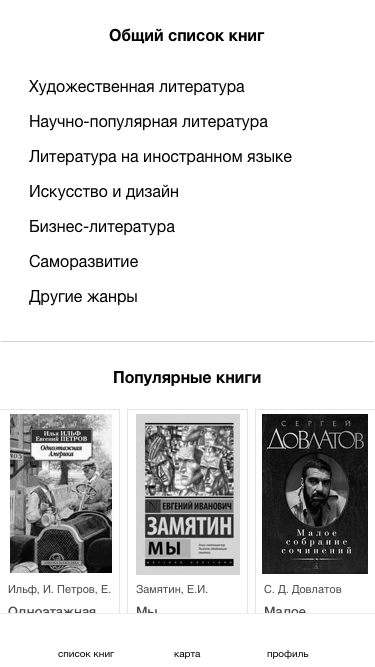 Общий список книг
Художественная литература
Научно-популярная литература
Литература на иностранном языке
Искусство и дизайн
Бизнес-литература
Саморазвитие
Другие жанры
Популярные книги
Илья ИЛЬФ
Евгений ПЕТРОВ
Одноэтажная
Америка
ЕВГЕНИЙ ИВАНОВИЧ
ЗАМЯТИН
МЫ
СЕРГЕЙ
ДОВЛАТОВ
Малое
собрание
сочинений
Ильф, И. Петров, Е.
Замятин, Е.И.
С. Д. Довлатов
Одноэтажная
Мы
Малое
список книг
карта
профиль